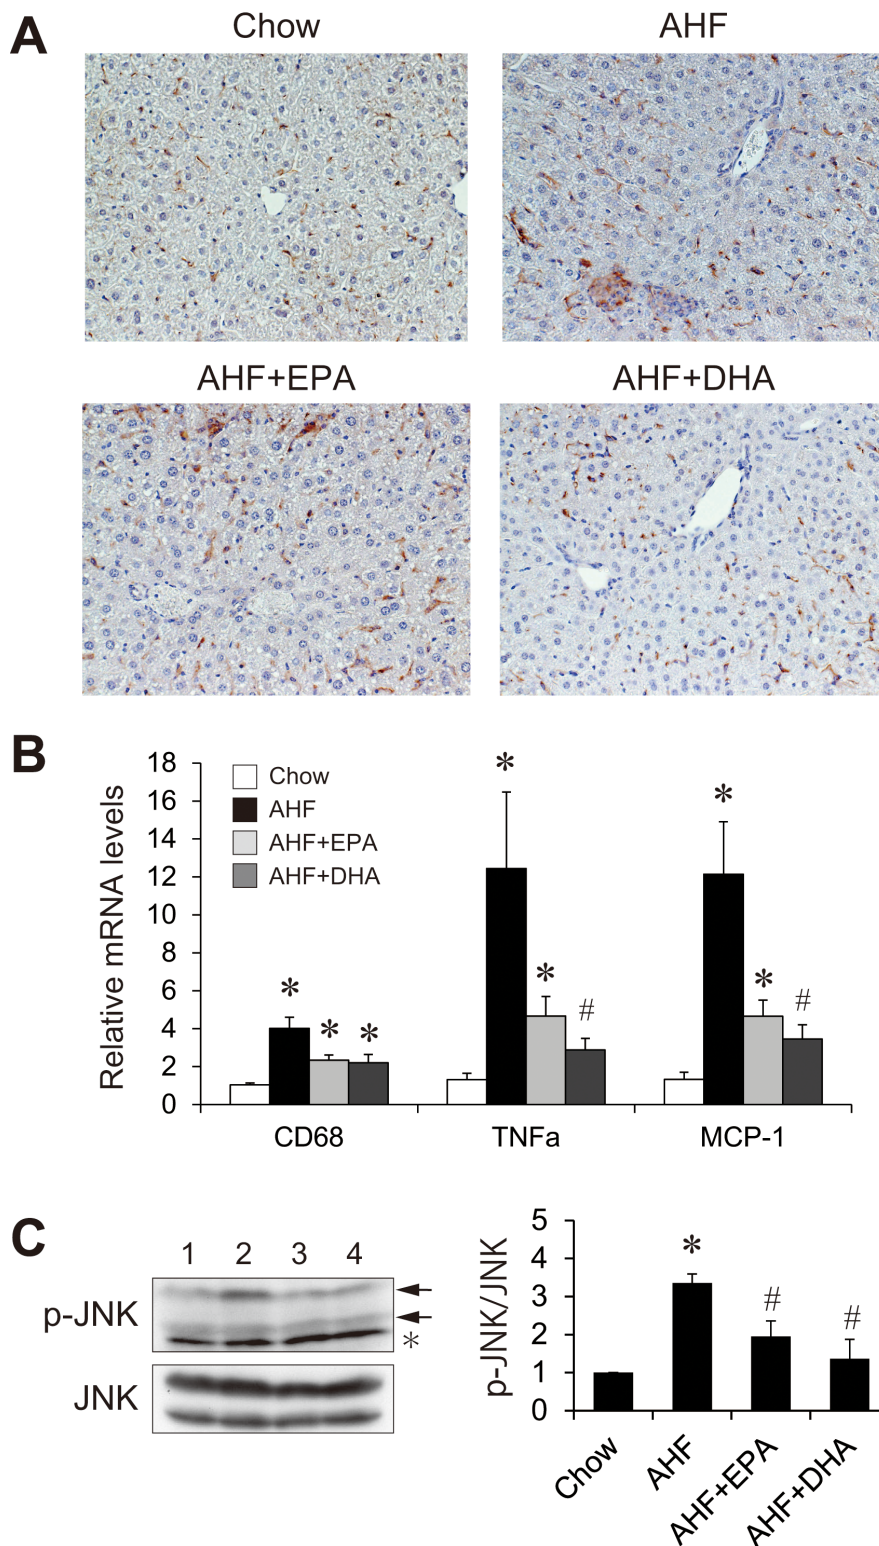 A
Chow
AHF
AHF+EPA
AHF+DHA
B
Relative mRNA levels
18
16
14
12
10
8
6
4
2
0
Chow
AHF
AHF+EPA
AHF+DHA
* * *
* * #
* * #
CD68
TNFa
MCP-1
C
1 2 3 4
p-JNK
*
JNK
p-JNK/JNK
5
4
3
2
1
0
* # #
Chow
AHF
AHF+EPA
AHF+DHA